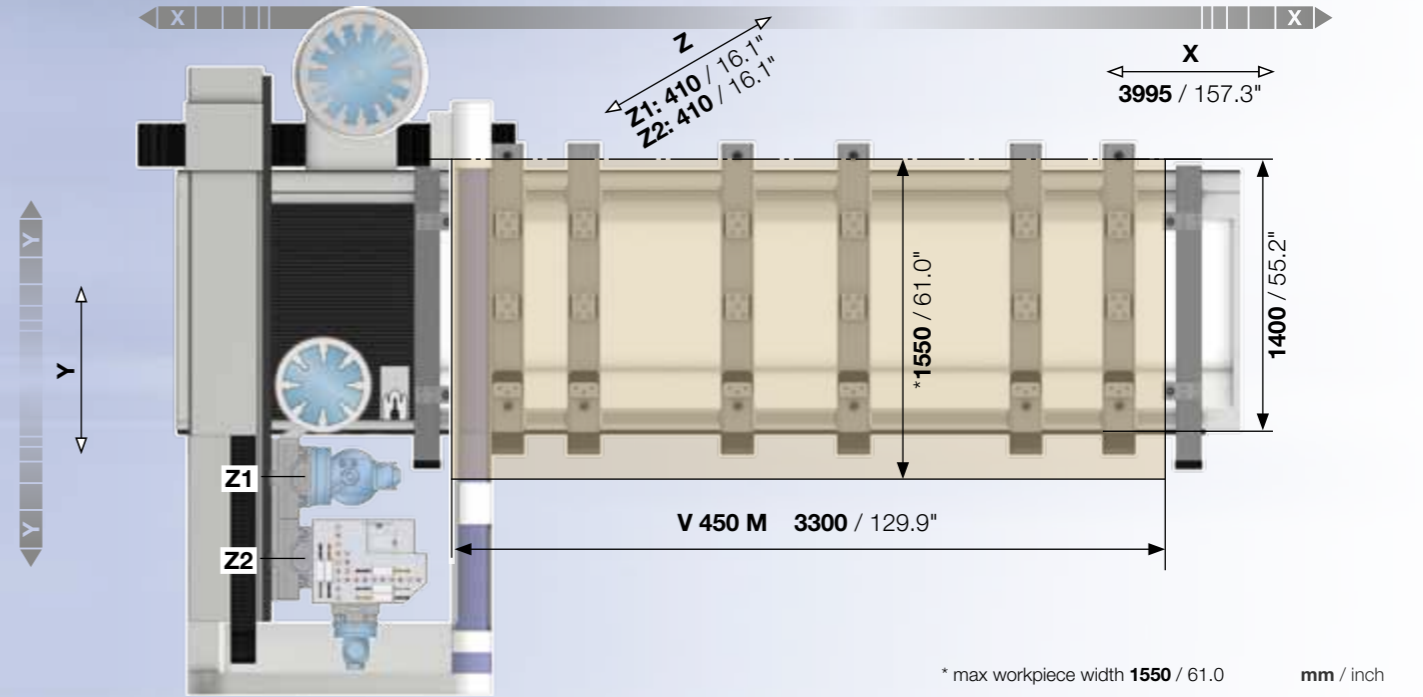 X
X
Z
Z1: 410 / 16.1"
Z2: 410 / 16.1"
X
3995 / 157.3"
Y
Y
Y
*1550 / 61.0"
1400 / 55.2"
Z1
Z2
V 450 M 3300 / 129.9"
* max workpiece width 1550 / 61.0
mm / inch